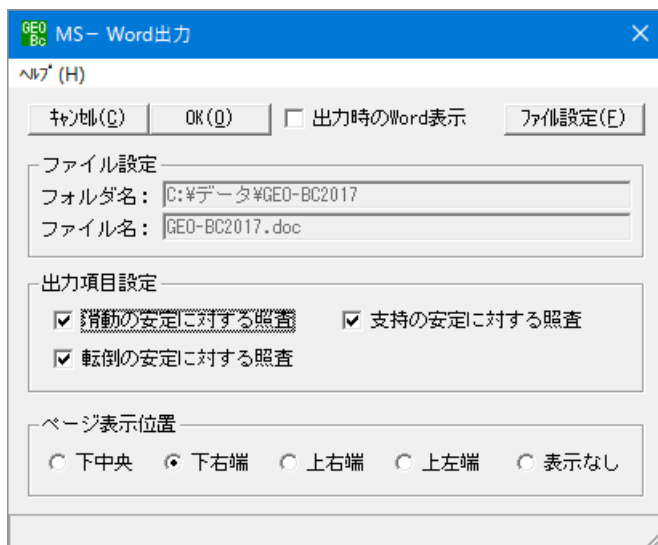 GEO Bc MS− Word出力
ﾍﾙﾌﾟ(H)
ｷｬﾝｾﾙ(C) OK(O) 出力時のWord表示 ﾌｧｲﾙ設定(F)
ファイル設定
フォルダ名： C:¥データ¥GEO-BC2017
ファイル名： GEO-BC2017.doc
出力項目設定
滑動の安定に対する照査 支持の安定に対する照査
転倒の安定に対する照査
ページ表示位置
下中央 下右端 上右端 上左端 表示なし